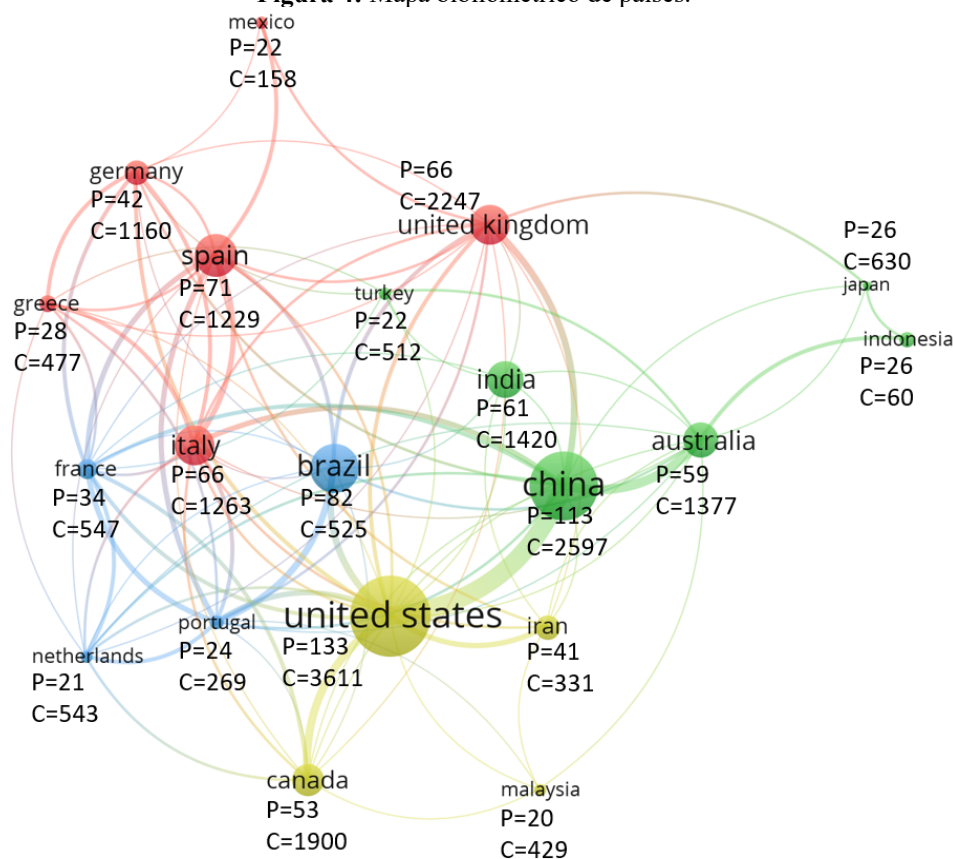 Figura 4. Mapa bibliométrico de países.
mexico
P=22
C=158
germany
P=42
C=1160
P=66
C=2247
united kingdom
spain
P=71
C=1229
P=26
C=630
japan
greece
P=28
C=477
turkey
P=22
C=512
indonesia
P=26
C=60
india
P=61
C=1420
italy
P=66
C=1263
france
P=34
C=547
brazil
P=82
C=525
china
P=113
C=2597
australia
P=59
C=1377
united states
P=133
C=3611
portugal
P=24
C=269
iran
P=41
C=331
netherlands
P=21
C=543
canada
P=53
C=1900
malaysia
P=20
C=429